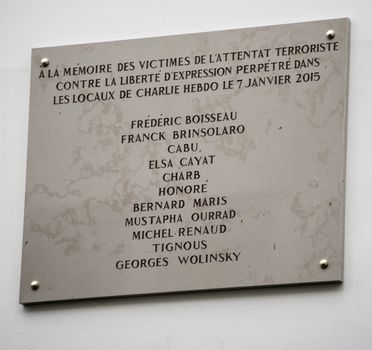 A LA MÉMOIRE DES VICTIMES DE L'ATTENTAT TERRORISTE
CONTRE LA LIBERTÉ D'EXPRESSION PERPÉTRÉ DANS
LES LOCAUX DE CHARLIE HEBDO LE 7 JANVIER 2015
FRÉDÉRIC BOISSEAU
FRANCK BRINSOLARO
CABU
ELSA CAYAT
CHARB
HONORÉ
BERNARD MARIS
MUSTAPHA OURRAD
MICHEL RENAUD
TIGNOUS
GEORGES WOLINSKY